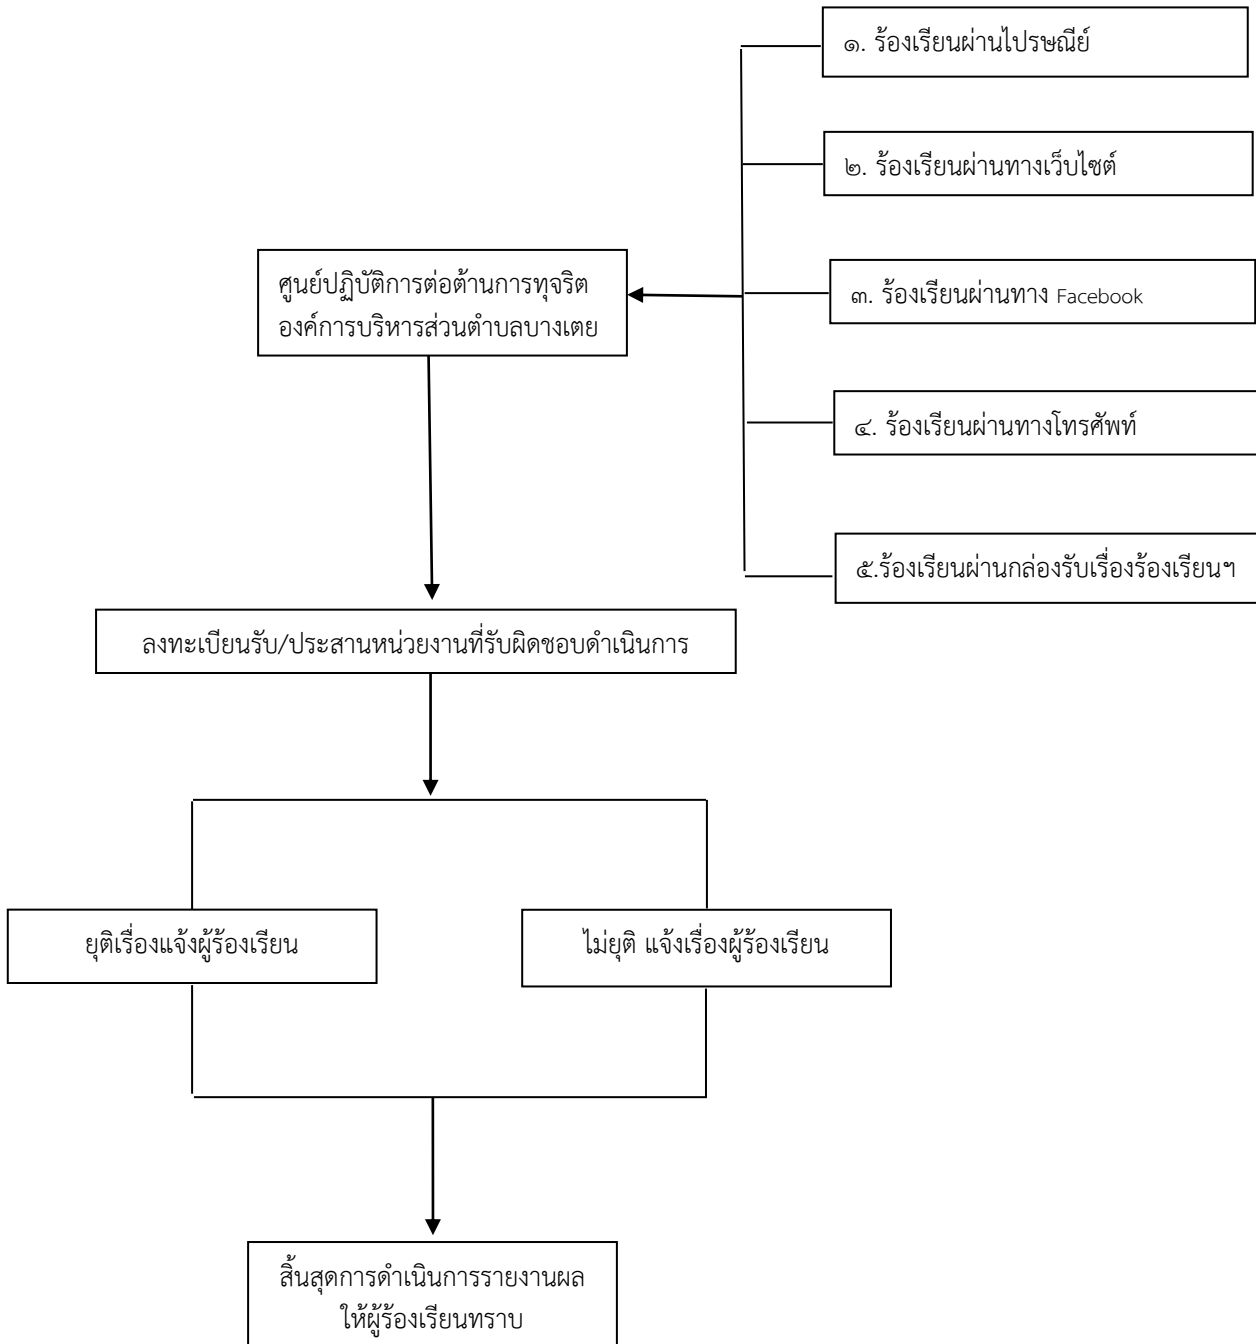 ๑. ร้องเรียนผ่านไปรษณีย์
๒. ร้องเรียนผ่านทางเว็บไซต์
๓. ร้องเรียนผ่านทาง Facebook
๔. ร้องเรียนผ่านทางโทรศัพท์
๕.ร้องเรียนผ่านกล่องรับเรื่องร้องเรียนฯ
ศูนย์ปฏิบัติการต่อต้านการทุจริต
องค์การบริหารส่วนตำบลบางเตย
ลงทะเบียนรับ/ประสานหน่วยงานที่รับผิดชอบดำเนินการ
ยุติเรื่องแจ้งผู้ร้องเรียน
ไม่ยุติ แจ้งเรื่องผู้ร้องเรียน
สิ้นสุดการดำเนินการรายงานผล
ให้ผู้ร้องเรียนทราบ